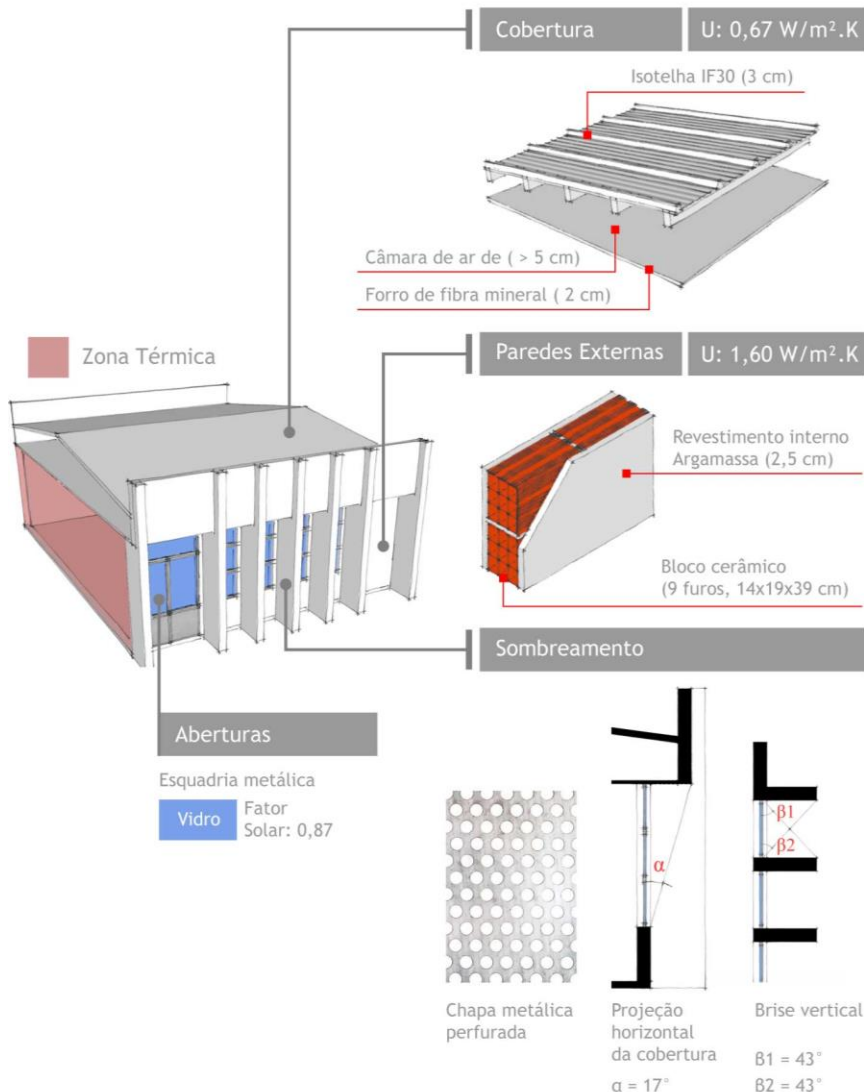 Cobertura
U: 0,67 W/m².K
Isotelha IF30 (3 cm)
Câmara de ar de ( > 5 cm)
Forro de fibra mineral ( 2 cm)
Zona Térmica
Paredes Externas
U: 1,60 W/m².K
Revestimento interno
Argamassa (2,5 cm)
Bloco cerâmico
(9 furos, 14x19x39 cm)
Sombreamento
Aberturas
Esquadria metálica
Vidro
Fator
Solar: 0,87
α
β1
β2
Chapa metálica
perfurada
Projeção
horizontal
da cobertura
α = 17°
Brise vertical
β1 = 43°
β2 = 43°